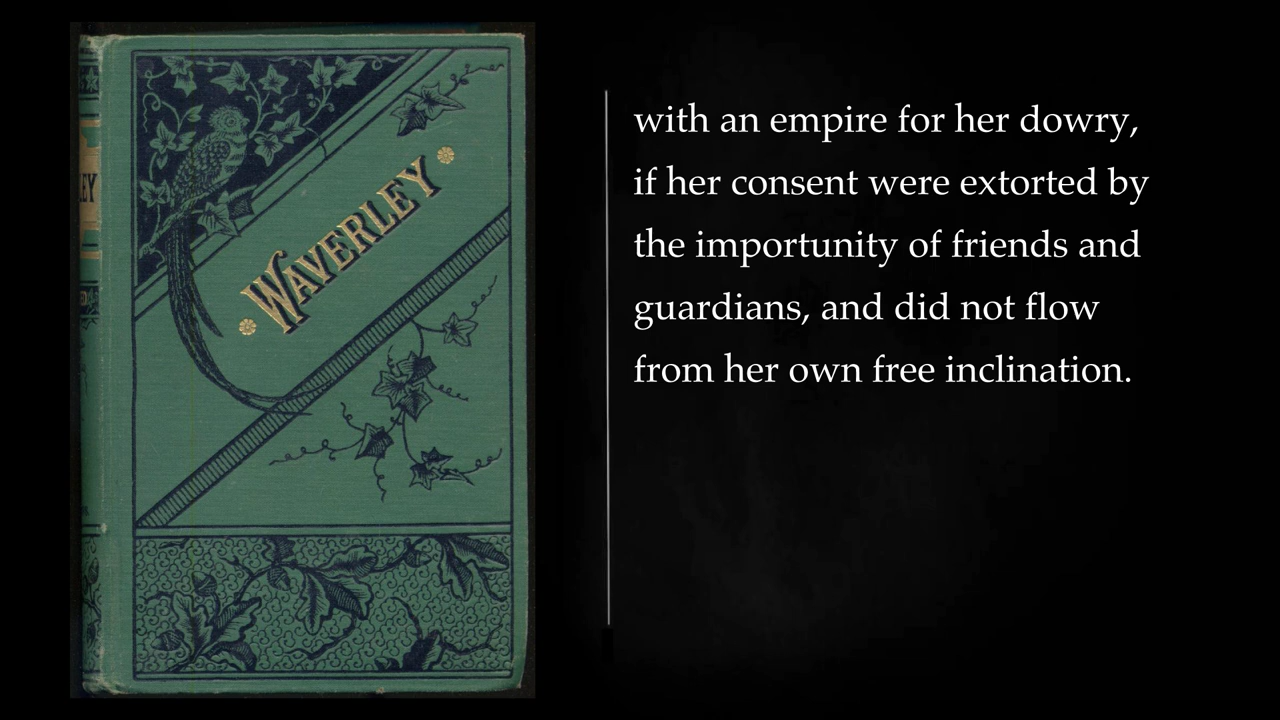 WAVERLEY
with an empire for her dowry,
if her consent were extorted by
the importunity of friends and
guardians, and did not flow
from her own free inclination.